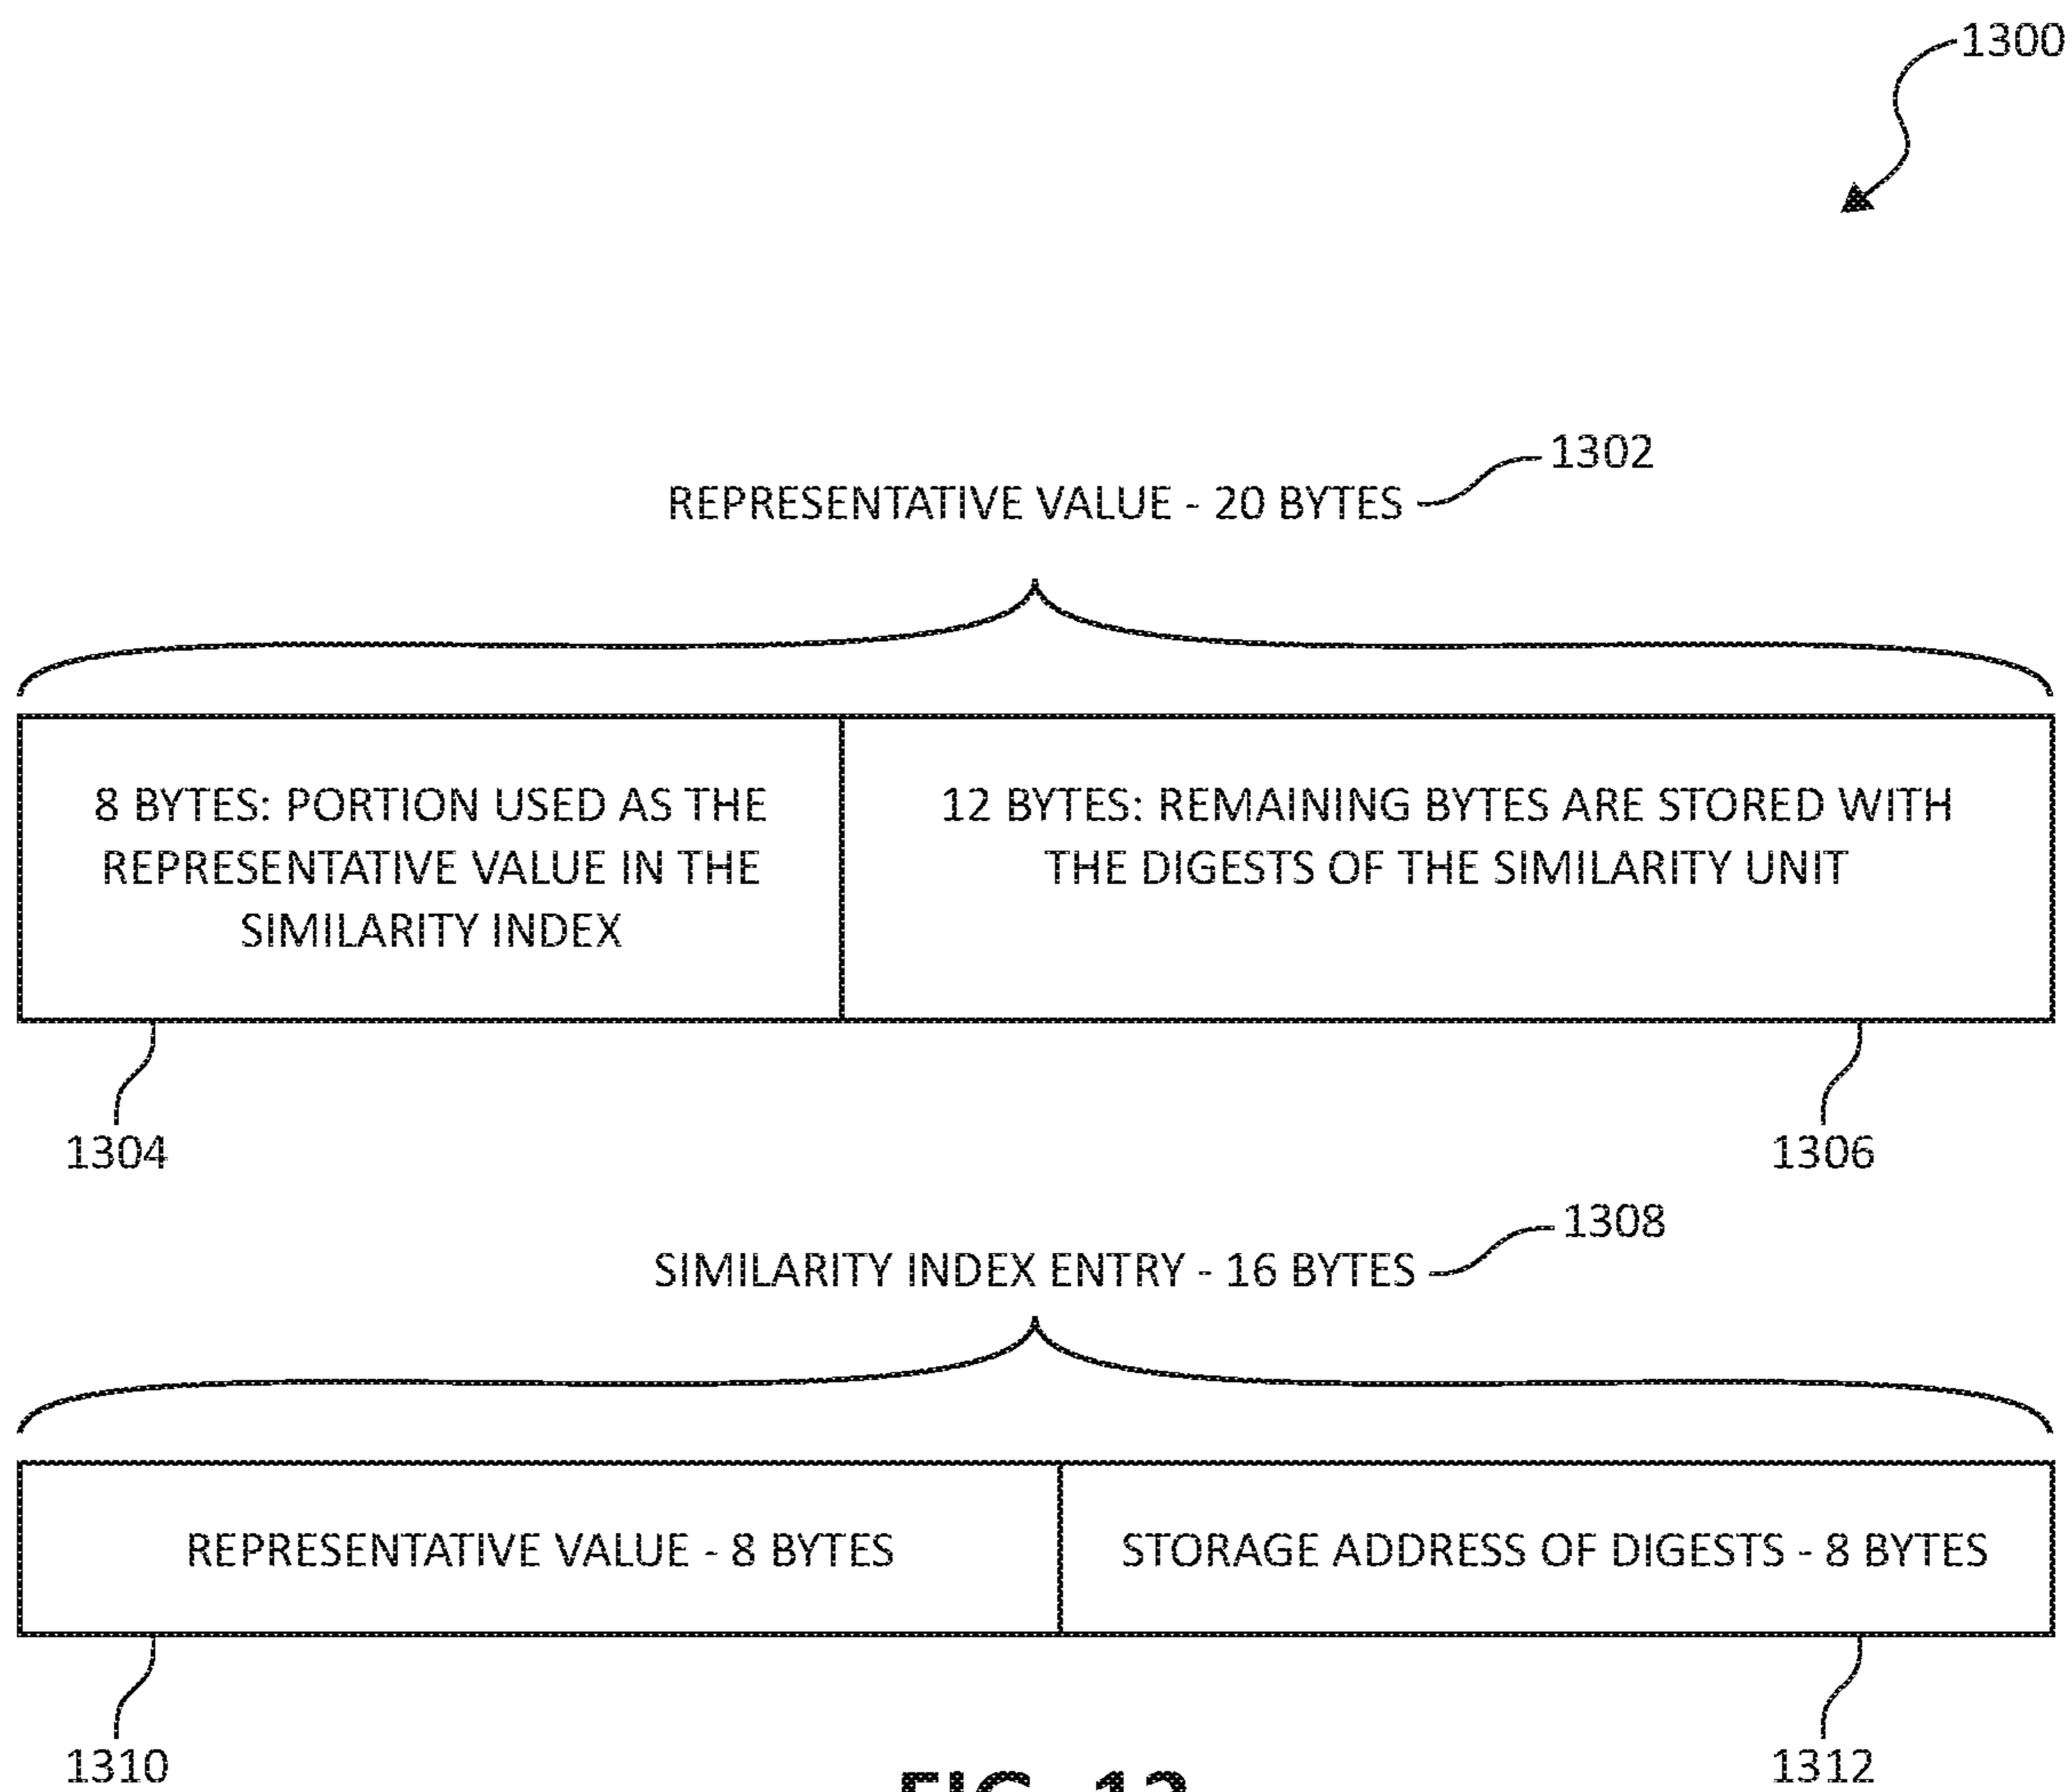 1300
1302
REPRESENTATIVE VALUE - 20 BYTES
8 BYTES: PORTION USED AS THE
REPRESENTATIVE VALUE IN THE
SIMILARITY INDEX
12 BYTES: REMAINING BYTES ARE STORED WITH
THE DIGESTS OF THE SIMILARITY UNIT
1304
1306
1308
SIMILARITY INDEX ENTRY - 16 BYTES
REPRESENTATIVE VALUE - 8 BYTES
STORAGE ADDRESS OF DIGESTS - 8 BYTES
1310
1312
FIG.